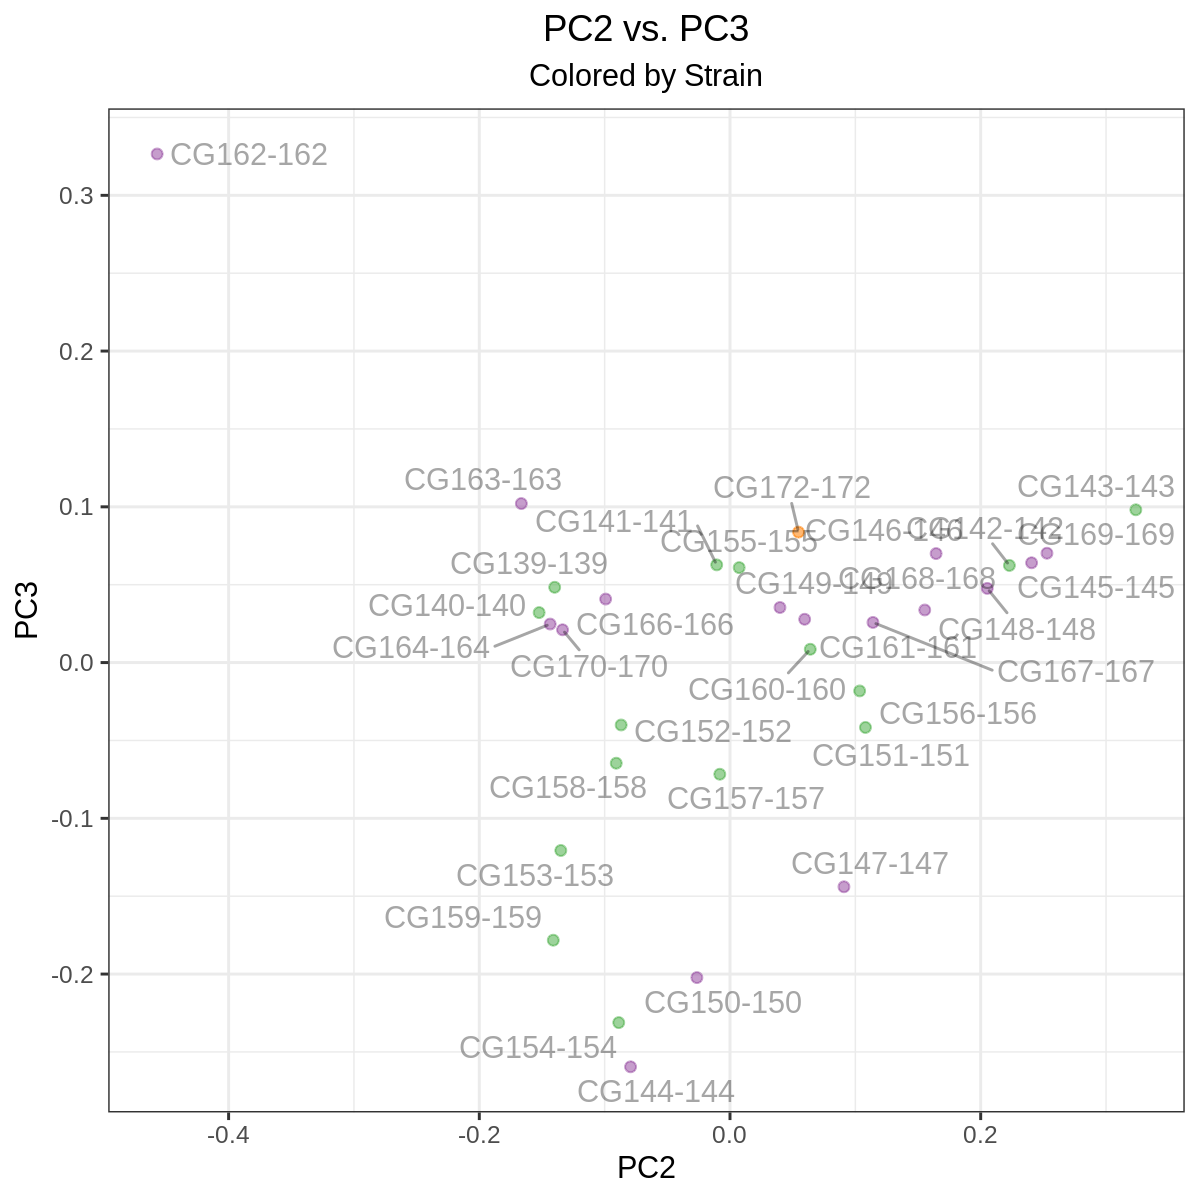 PC2 vs. PC3
Colored by Strain
CG162-162
0.3
0.2
CG163-163
CG172-172
CG143-143
0.1
CG141-141
CG146-146
CG142-142
CG169-169
CG155-155
CG139-139
CG149-149
CG168-168
CG145-145
CG140-140
CG166-166
CG148-148
CG164-164
CG161-161
0.0
CG170-170
CG167-167
CG160-160
CG156-156
CG152-152
CG151-151
CG158-158
CG157-157
-0.1
CG147-147
CG153-153
CG159-159
-0.2
CG150-150
CG154-154
CG144-144
-0.4
-0.2
0.0
0.2
PC2
PC3